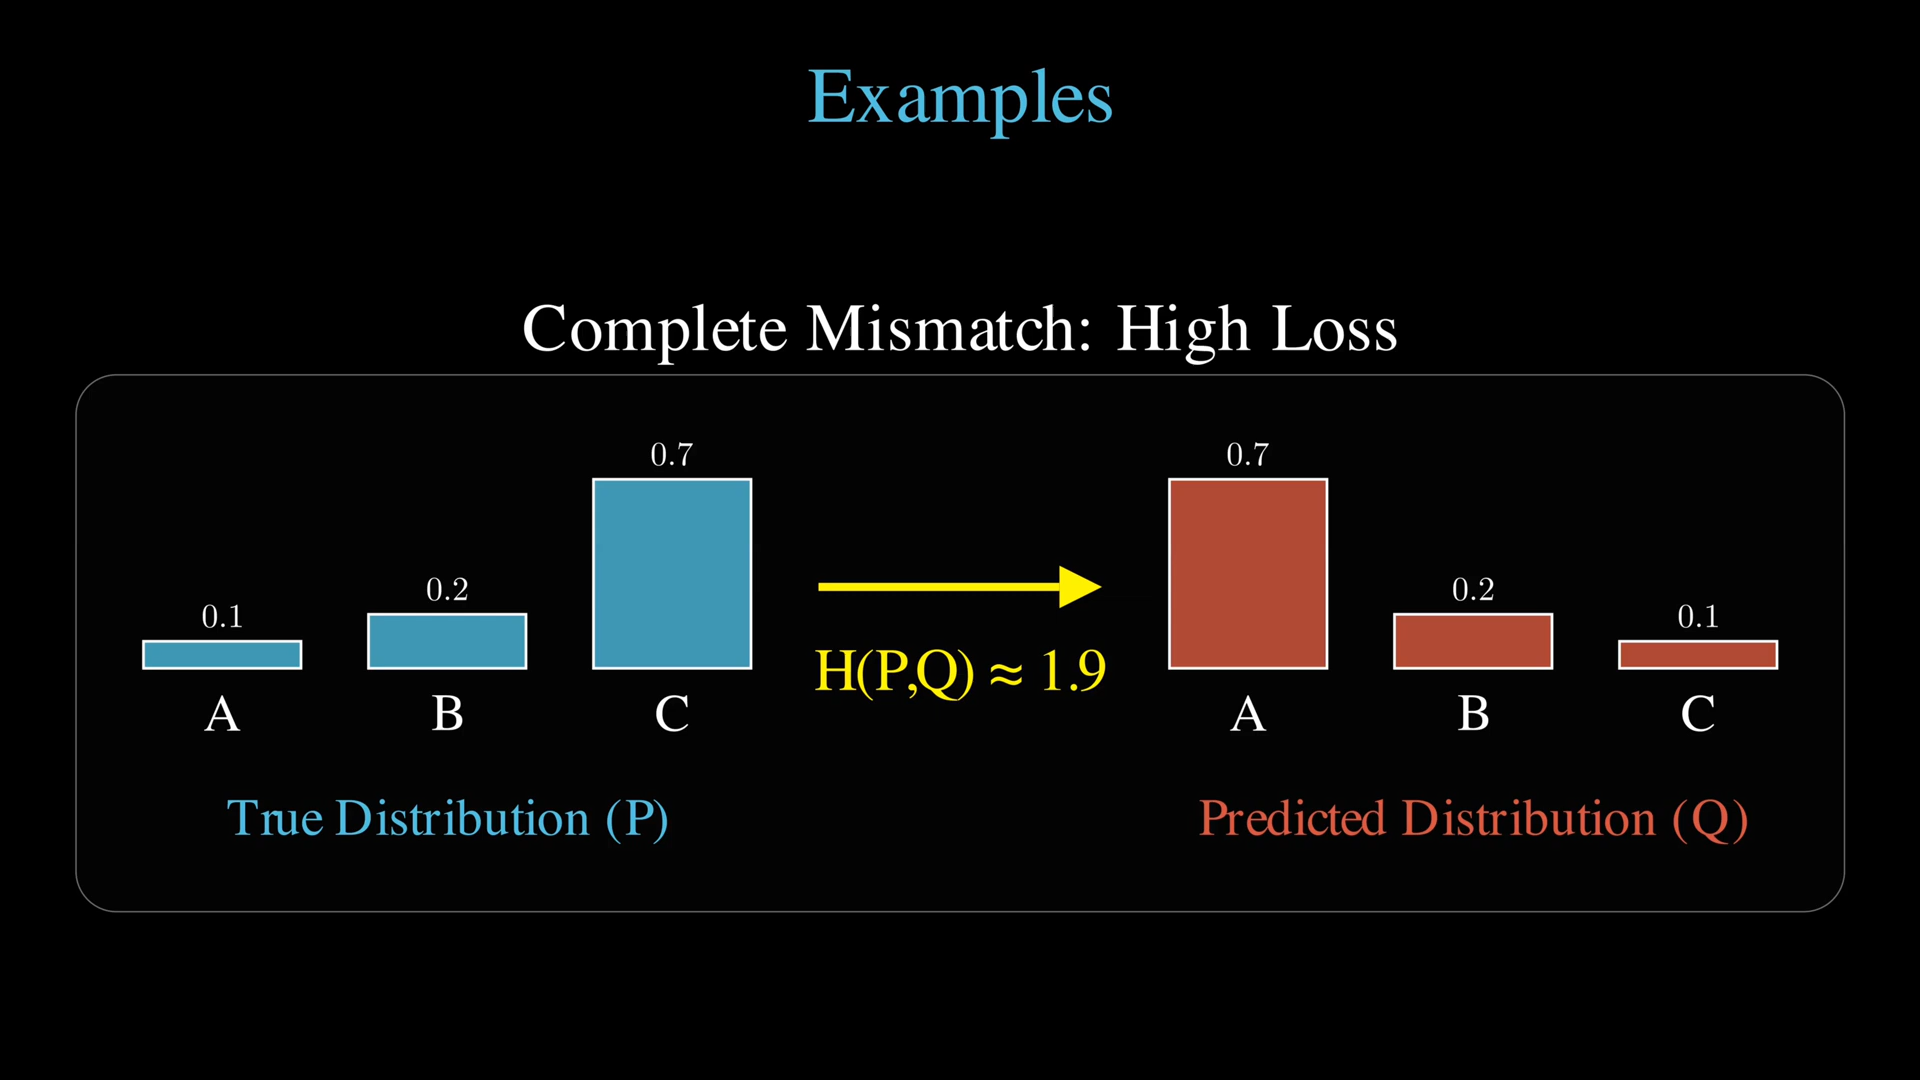 Examples
Complete Mismatch: High Loss
0.1
0.2
0.7
A
B
C
True Distribution (P)
H(P,Q) ≈ 1.9
0.7
0.2
0.1
A
B
C
Predicted Distribution (Q)